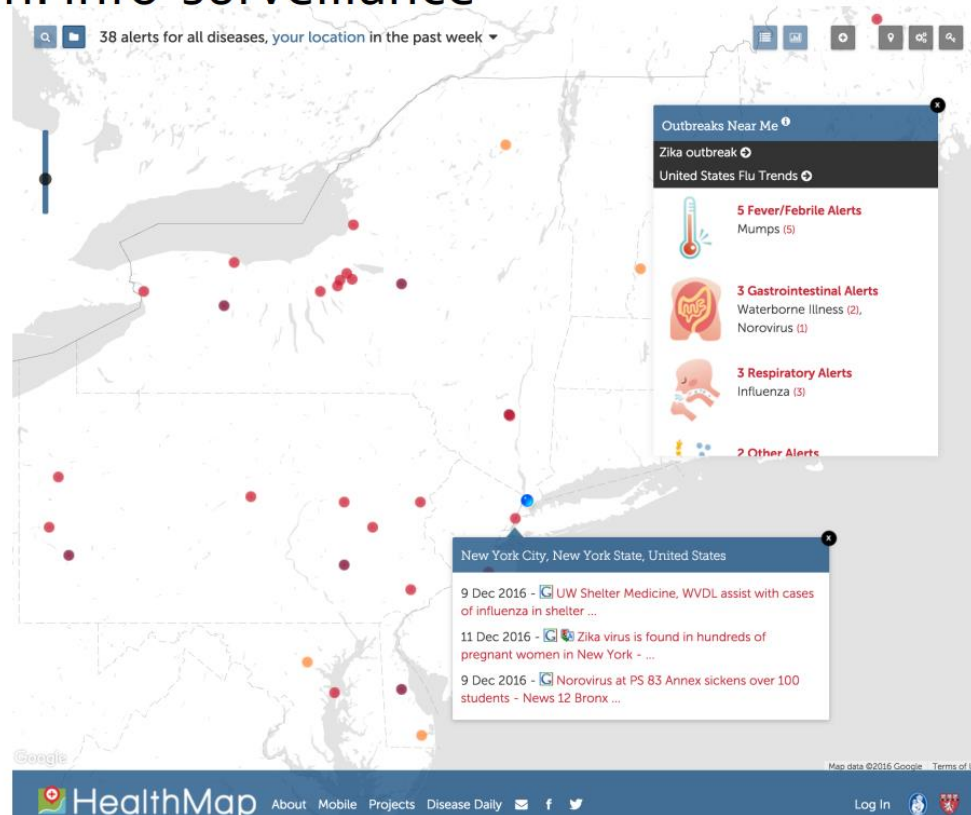 info surveillance
38 alerts for all diseases, your location in the past week
Outbreaks Near Me
Zika outbreak
United States Flu Trends
5 Fever/Febrile Alerts
Mumps (5)
3 Gastrointestinal Alerts
Waterborne Illness (2),
Norovirus (1)
3 Respiratory Alerts
Influenza (3)
2 Other Alerts
New York City, New York State, United States
9 Dec 2016 - G UW Shelter Medicine, WVDL assist with cases
of influenza in shelter ...
11 Dec 2016 - G Zika virus is found in hundreds of
pregnant women in New York - ...
9 Dec 2016 - G Norovirus at PS 83 Annex sickens over 100
students - News 12 Bronx ...
Google
Map data ©2016 Google Terms of
HealthMap About Mobile Projects Disease Daily f Log In